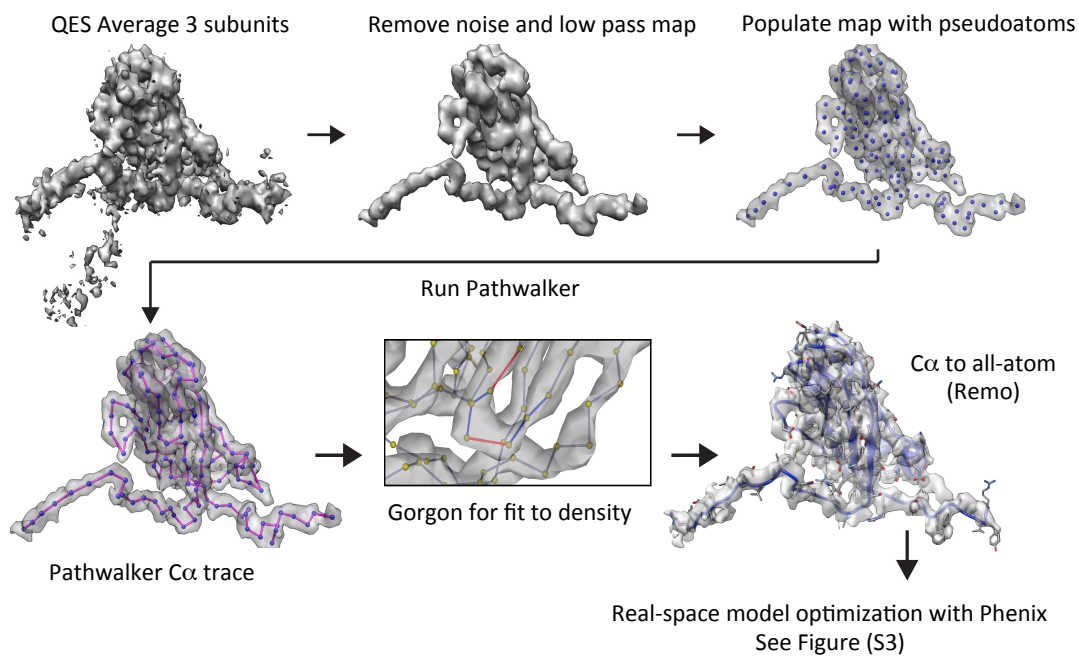 QES Average 3 subunits
Remove noise and low pass map
Populate map with pseudoatoms
Run Pathwalker
Pathwalker Cα trace
Gorgon for fit to density
Cα to all-atom
(Remo)
Real-space model optimization with Phenix
See Figure (S3)